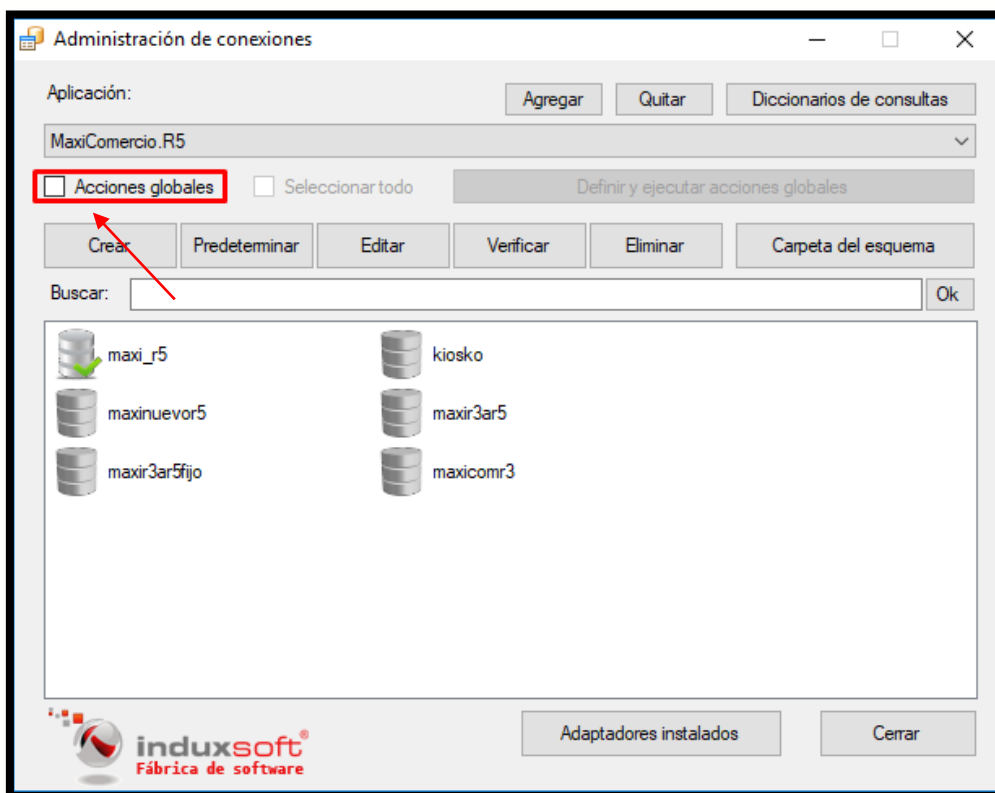 Administración de conexiones
Aplicación:
Agregar Quitar Diccionarios de consultas
MaxiComercio.R5
Acciones globales Seleccionar todo Definir y ejecutar acciones globales
Crear Predeterminar Editar Verificar Eliminar Carpeta del esquema
Buscar: Ok
maxi_r5 kiosko
maxinuevor5 maxir3ar5
maxir3ar5fijo maxicomr3
induxsoft®
Fábrica de software
Adaptadores instalados Cerrar